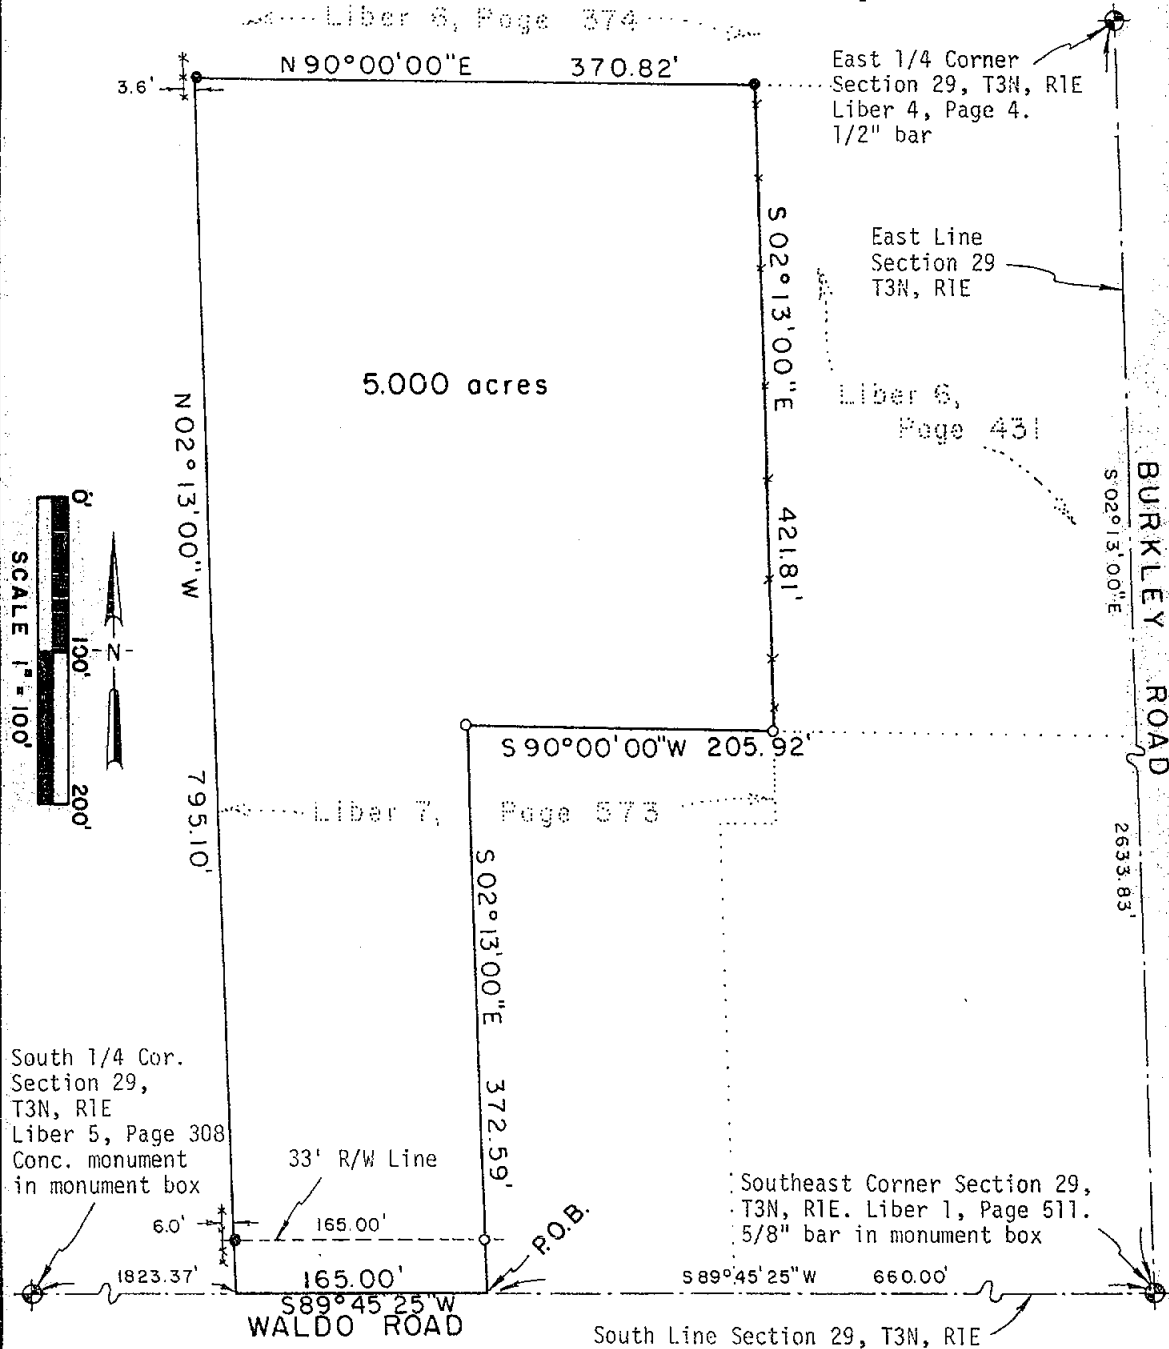 Liber 6, Page 374
N 90°00'00"E 370.82'
3.6'
East 1/4 Corner
Section 29, T3N, R1E
Liber 4, Page 4.
1/2" bar
East Line
Section 29
T3N, R1E
S 02°13'00"E
421.81'
5.000 acres
Liber 6,
Page 431
N 02°13'00"W
795.10'
BURKLEY ROAD
S 02°13'00"E
2633.83'
0'
100'
200'
SCALE 1" = 100'
-N-
S 90°00'00"W 205.92'
Liber 7, Page 573
S 02°13'00"E 372.59'
South 1/4 Cor.
Section 29,
T3N, R1E
Liber 5, Page 308
Conc. monument
in monument box
33' R/W Line
6.0'
165.00'
P.O.B.
Southeast Corner Section 29,
T3N, R1E. Liber 1, Page 511.
5/8" bar in monument box
1823.37'
165.00'
S89°45'25"W
S89°45'25"W 660.00'
WALDO ROAD
South Line Section 29, T3N, R1E